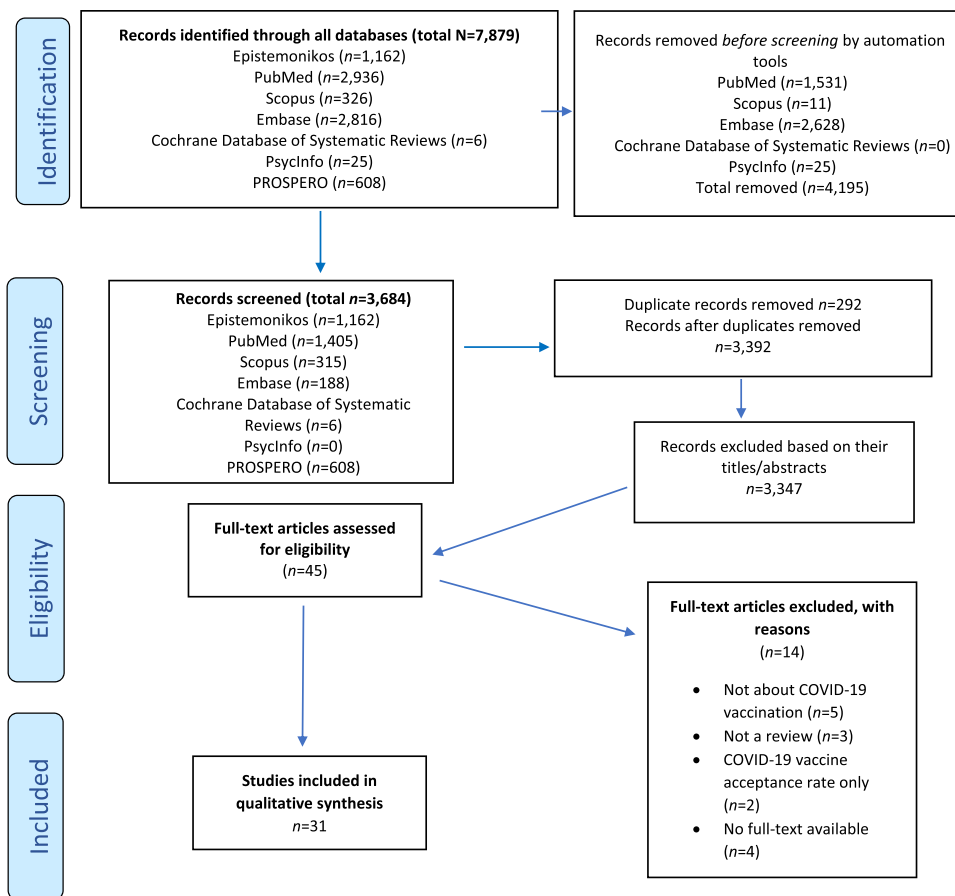 Identification
Records identified through all databases (total N=7,879)
Epistemonikos (n=1,162)
PubMed (n=2,936)
Scopus (n=326)
Embase (n=2,816)
Cochrane Database of Systematic Reviews (n=6)
PsycInfo (n=25)
PROSPERO (n=608)
Records removed before screening by automation
tools
PubMed (n=1,531)
Scopus (n=11)
Embase (n=2,628)
Cochrane Database of Systematic Reviews (n=0)
PsycInfo (n=25)
Total removed (n=4,195)
Screening
Records screened (total n=3,684)
Epistemonikos (n=1,162)
PubMed (n=1,405)
Scopus (n=315)
Embase (n=188)
Cochrane Database of Systematic
Reviews (n=6)
PsycInfo (n=0)
PROSPERO (n=608)
Duplicate records removed n=292
Records after duplicates removed
n=3,392
Records excluded based on their
titles/abstracts
n=3,347
Eligibility
Full-text articles assessed
for eligibility
(n=45)
Full-text articles excluded, with
reasons
(n=14)
• Not about COVID-19
vaccination (n=5)
• Not a review (n=3)
• COVID-19 vaccine
acceptance rate only
(n=2)
• No full-text available
(n=4)
Included
Studies included in
qualitative synthesis
n=31